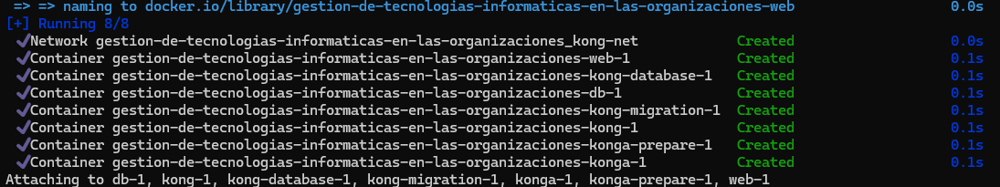 => => naming to docker.io/library/gestion-de-tecnologias-informaticas-en-las-organizaciones-web 0.0s
[+] Running 8/8
✔Network gestion-de-tecnologias-informaticas-en-las-organizaciones_kong-net Created 0.0s
✔Container gestion-de-tecnologias-informaticas-en-las-organizaciones-web-1 Created 0.1s
✔Container gestion-de-tecnologias-informaticas-en-las-organizaciones-kong-database-1 Created 0.1s
✔Container gestion-de-tecnologias-informaticas-en-las-organizaciones-db-1 Created 0.1s
✔Container gestion-de-tecnologias-informaticas-en-las-organizaciones-kong-migration-1 Created 0.1s
✔Container gestion-de-tecnologias-informaticas-en-las-organizaciones-kong-1 Created 0.1s
✔Container gestion-de-tecnologias-informaticas-en-las-organizaciones-konga-prepare-1 Created 0.1s
✔Container gestion-de-tecnologias-informaticas-en-las-organizaciones-konga-1 Created 0.1s
Attaching to db-1, kong-1, kong-database-1, kong-migration-1, konga-1, konga-prepare-1, web-1